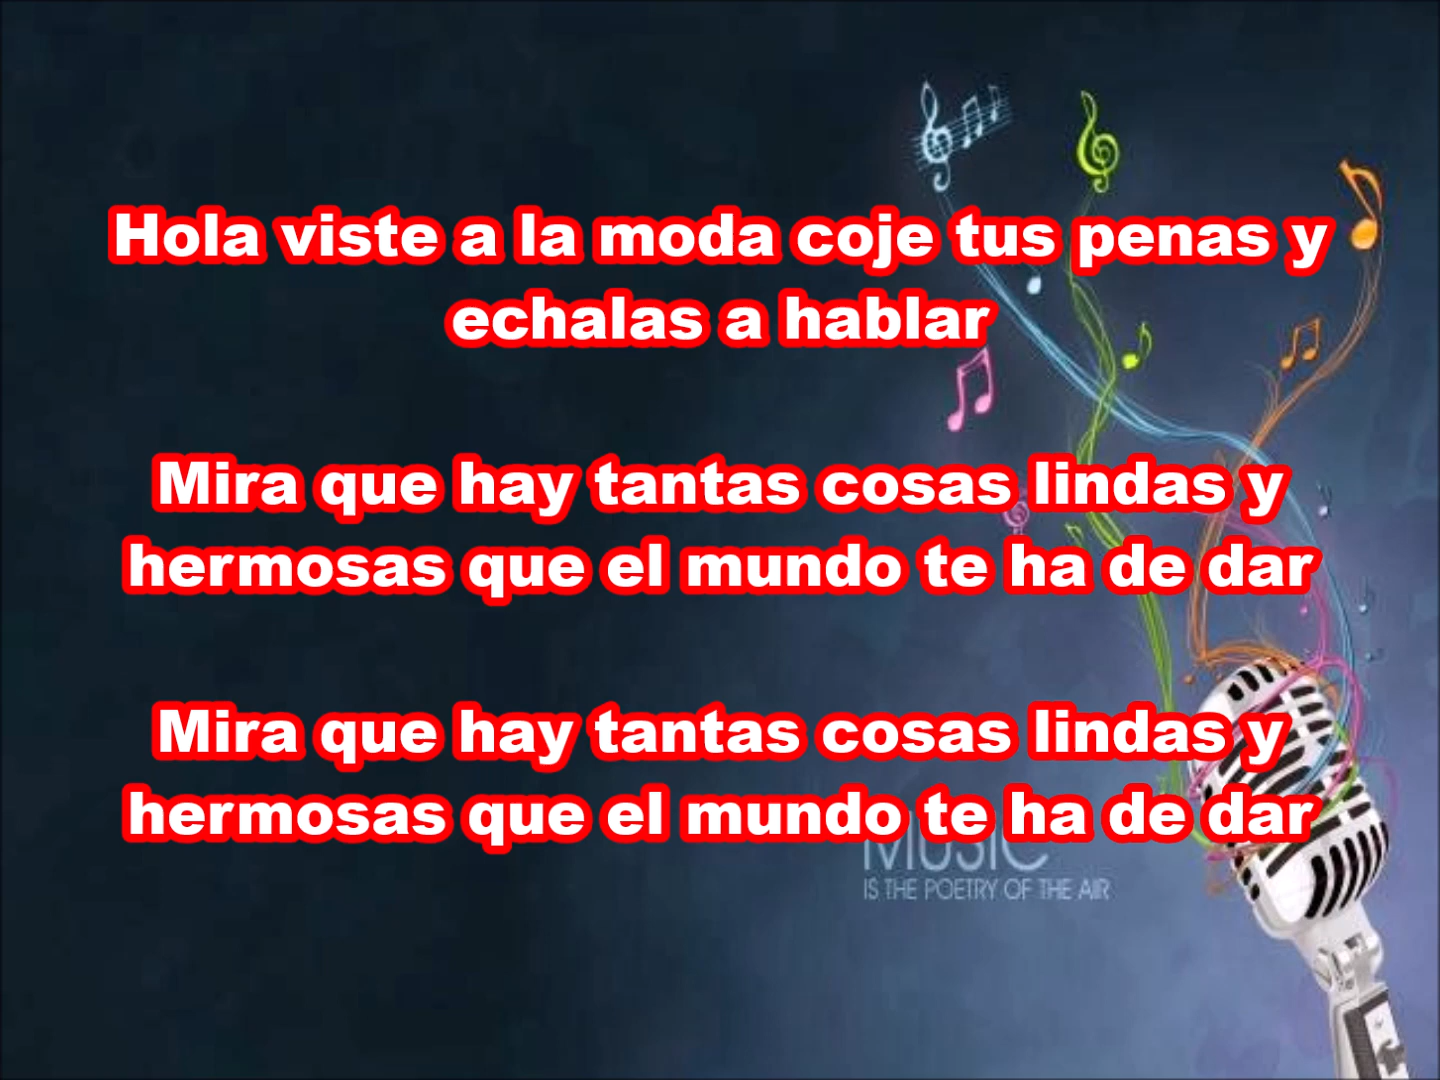 Hola viste a la moda coje tus penas y
echalas a hablar
Mira que hay tantas cosas lindas y
hermosas que el mundo te ha de dar
Mira que hay tantas cosas lindas y
hermosas que el mundo te ha de dar
MUSIC
IS THE POETRY OF THE AIR